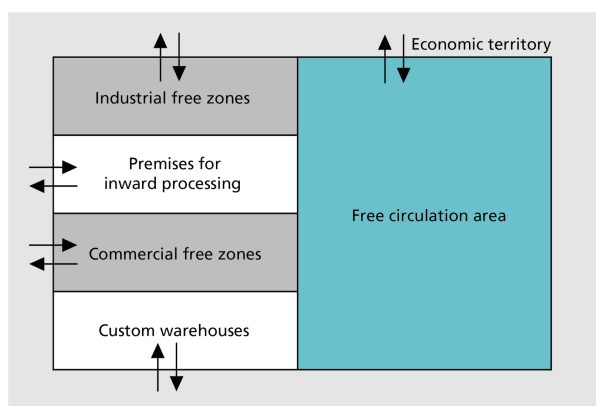 Economic territory
Industrial free zones
Premises for
inward processing
Free circulation area
Commercial free zones
Custom warehouses